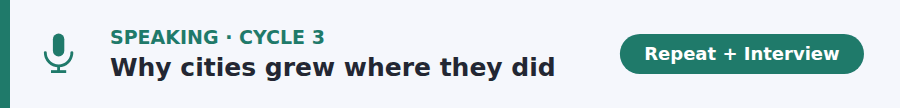 SPEAKING · CYCLE 3
Why cities grew where they did
Repeat + Interview